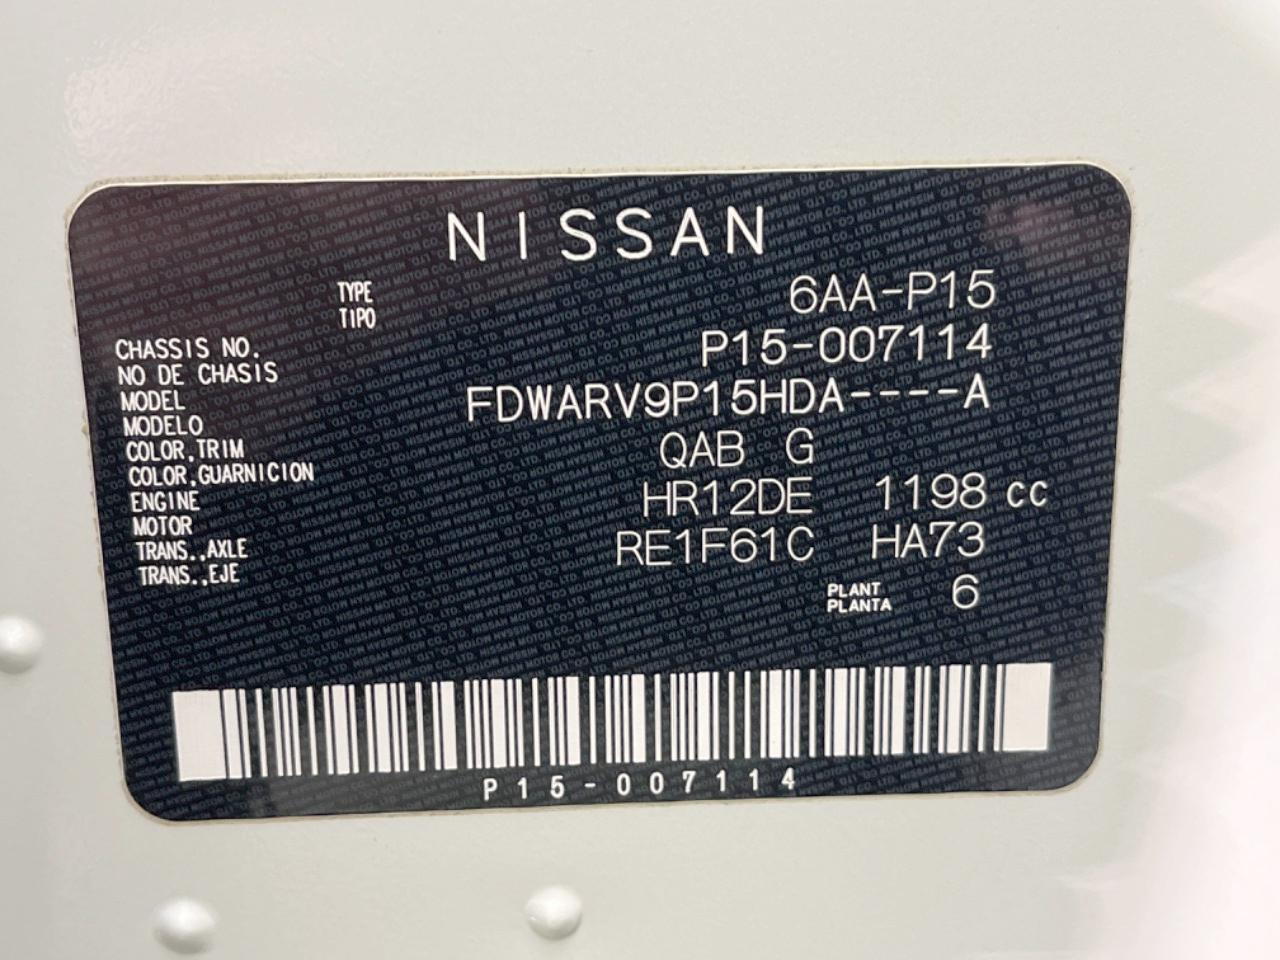 NISSAN
TYPE
TIPO 6AA-P15
CHASSIS NO.
NO DE CHASIS P15-007114
MODEL
MODELO FDWARV9P15HDA----A
COLOR,TRIM
COLOR,GUARNICION QAB G
ENGINE
MOTOR HR12DE 1198 cc
TRANS.,AXLE
TRANS.,EJE RE1F61C HA73
PLANT
PLANTA 6
P15-007114